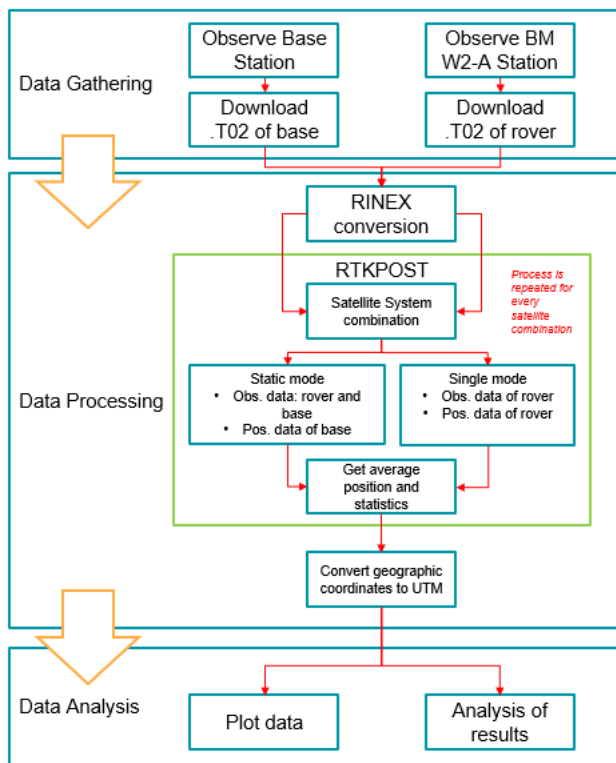 Data Gathering
Observe Base
Station
Observe BM
W2-A Station
Download
.T02 of base
Download
.T02 of rover
Data Processing
RINEX
conversion
RTKPOST
Process is
repeated for
every
satellite
combination
Satellite System
combination
Static mode
• Obs. data: rover and
base
• Pos. data of base
Single mode
• Obs. data of rover
• Pos. data of rover
Get average
position and
statistics
Convert geographic
coordinates to UTM
Data Analysis
Plot data
Analysis of
results